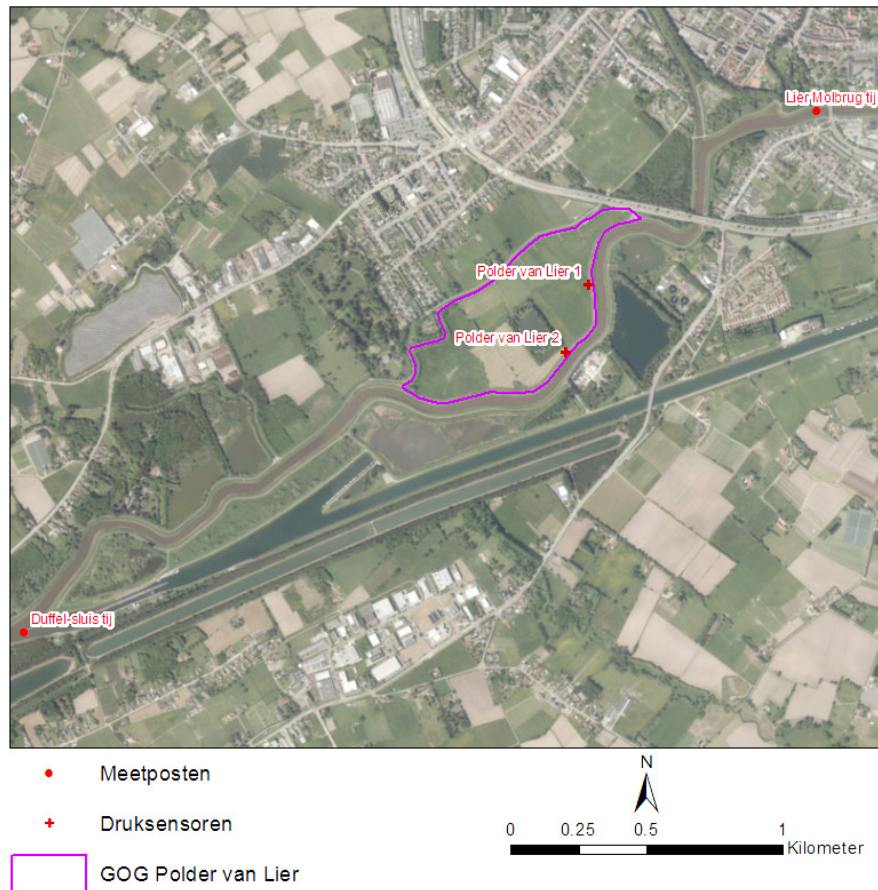 Lier Molbrug tij
Polder van Lier 1
Polder van Lier 2
Duffel-sluis tij
Meetposten
Druksensoren
GOG Polder van Lier
N
0 0.25 0.5 1
Kilometer